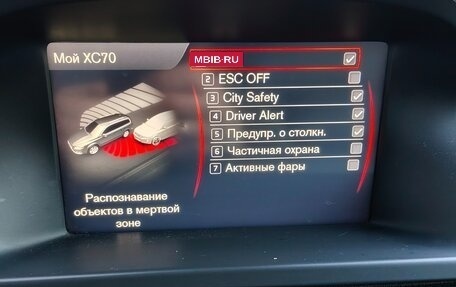 Мой XC70
MBIB·RU
2 ESC OFF
3 City Safety
4 Driver Alert
5 Предупр. о столкн.
6 Частичная охрана
7 Активные фары
Распознавание
объектов в мертвой
зоне